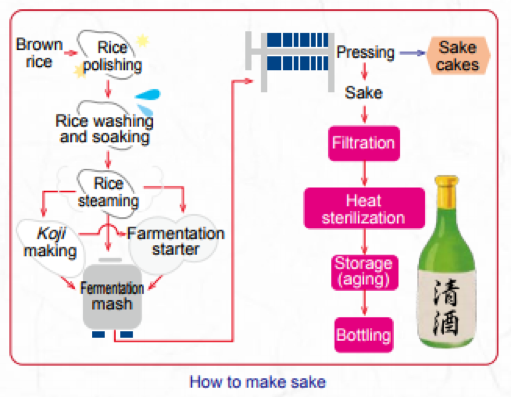 Brown
rice
Rice
polishing
Rice washing
and soaking
Rice
steaming
Koji
making
Farmentation
starter
Fermentation
mash
Pressing
Sake
cakes
Sake
Filtration
Heat
sterilization
Storage
(aging)
Bottling
清
酒
How to make sake